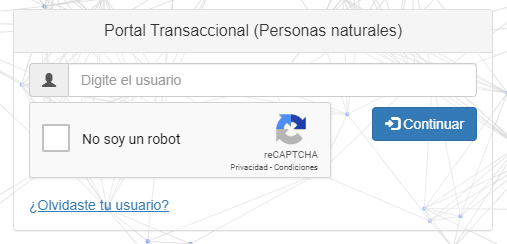 Portal Transaccional (Personas naturales)
Digite el usuario
No soy un robot
reCAPTCHA
Privacidad - Condiciones
Continuar
¿Olvidaste tu usuario?